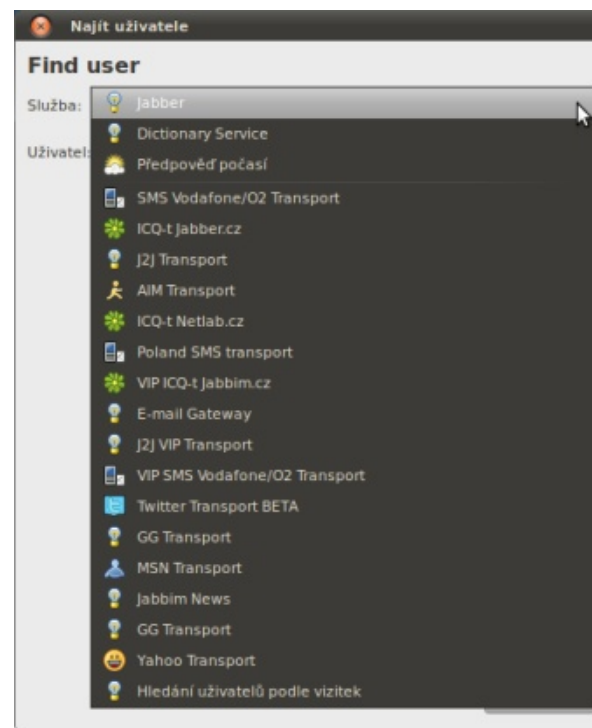 Najít uživatele
Find user
Služba:
Jabber
Dictionary Service
Uživatel:
Předpověď počasí
SMS Vodafone/O2 Transport
ICQ-t Jabber.cz
J2J Transport
AIM Transport
ICQ-t Netlab.cz
Poland SMS transport
VIP ICQ-t Jabbim.cz
E-mail Gateway
J2J VIP Transport
VIP SMS Vodafone/O2 Transport
Twitter Transport BETA
GG Transport
MSN Transport
Jabbim News
GG Transport
Yahoo Transport
Hledání uživatelů podle vizitek